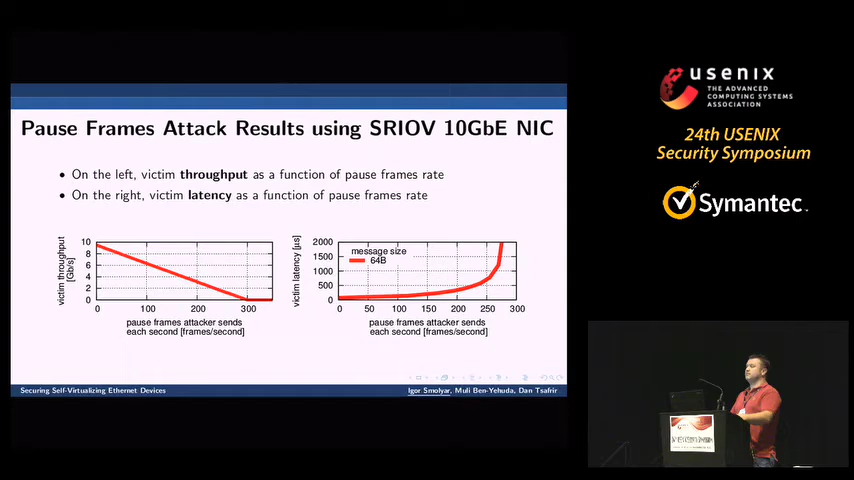 Pause Frames Attack Results using SRIOV 10GbE NIC
• On the left, victim throughput as a function of pause frames rate
• On the right, victim latency as a function of pause frames rate
victim throughput
[Gb/s]
10
8
6
4
2
0
0 100 200 300
pause frames attacker sends
each second [frames/second]
victim latency [µs]
2000
1500
1000
500
0
message size
64B
0 50 100 150 200 250 300
pause frames attacker sends
each second [frames/second]
Securing Self-Virtualizing Ethernet Devices
Igor Smolyar, Muli Ben-Yehuda, Dan Tsafrir
usenix
THE ADVANCED
COMPUTING SYSTEMS
ASSOCIATION
24th USENIX
Security Symposium
Symantec.